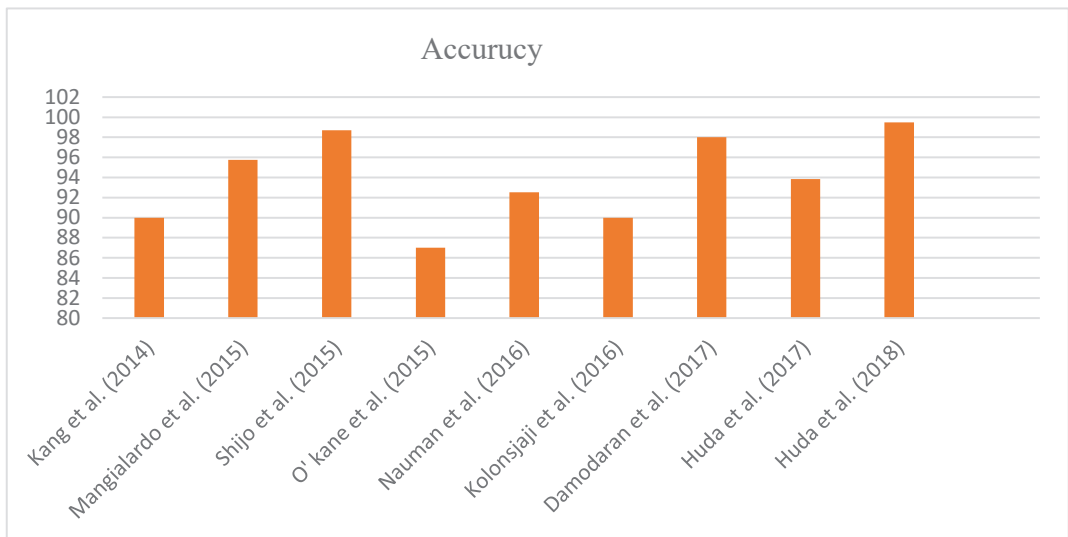 Accurucy
102
100
98
96
94
92
90
88
86
84
82
80
Kang et al. (2014)
Mangialardo et al. (2015)
Shijo et al. (2015)
O' kane et al. (2015)
Nauman et al. (2016)
Kolonsjaji et al. (2016)
Damodaran et al. (2017)
Huda et al. (2017)
Huda et al. (2018)